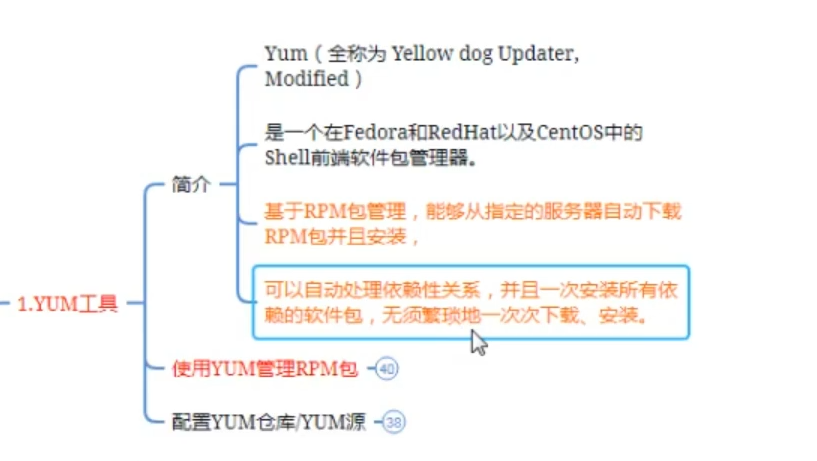 Yum（全称为 Yellow dog Updater,
Modified）
是一个在Fedora和RedHat以及CentOS中的
Shell前端软件包管理器。
简介
基于RPM包管理，能够从指定的服务器自动下载
RPM包并且安装，
可以自动处理依赖性关系，并且一次安装所有依
赖的软件包，无须繁琐地一次次下载、安装。
1.YUM工具
使用YUM管理RPM包 40
配置YUM仓库/YUM源 38